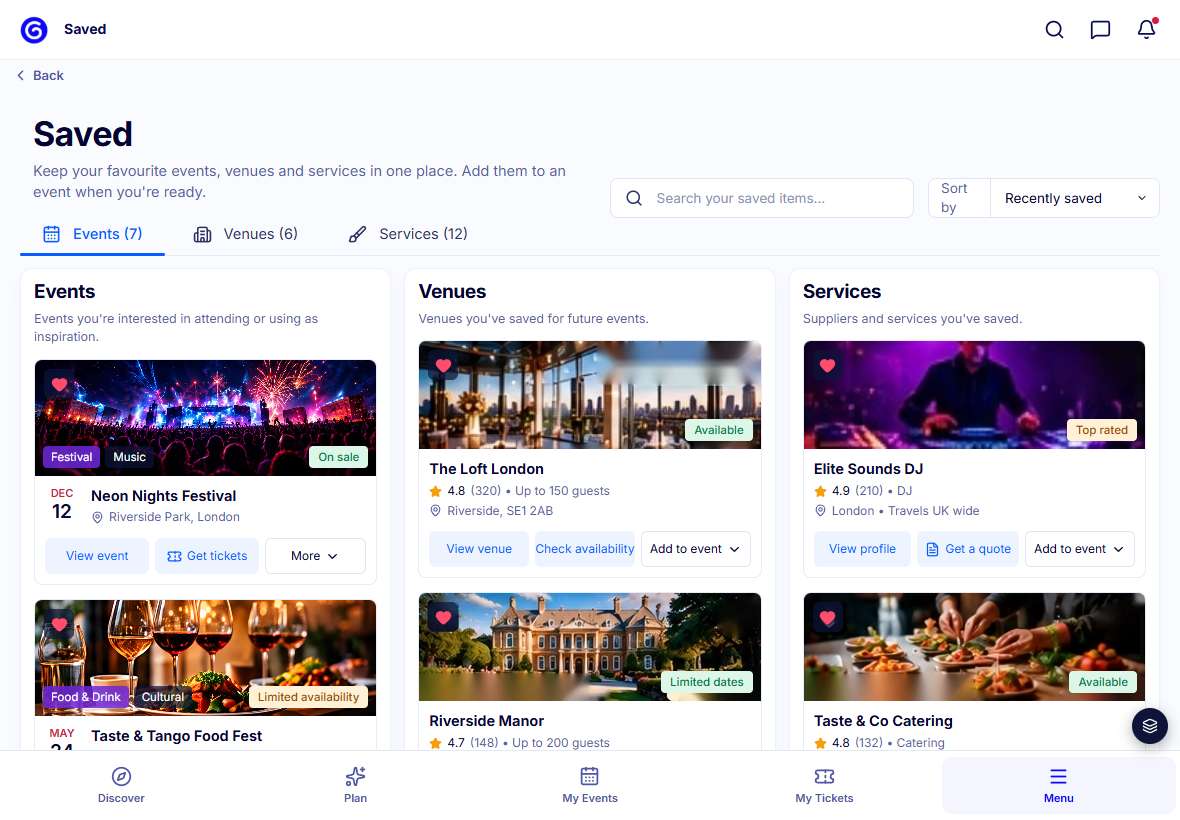 Saved
Back
Saved
Keep your favourite events, venues and services in one place. Add them to an
event when you're ready.
Search your saved items...
Sort
by
Recently saved
Events (7)
Venues (6)
Services (12)
Events
Events you're interested in attending or using as
inspiration.
Festival
Music
On sale
DEC
12
Neon Nights Festival
Riverside Park, London
View event
Get tickets
More
Food & Drink
Cultural
Limited availability
MAY
24
Taste & Tango Food Fest
Venues
Venues you've saved for future events.
Available
The Loft London
4.8 (320) • Up to 150 guests
Riverside, SE1 2AB
View venue
Check availability
Add to event
Limited dates
Riverside Manor
4.7 (148) • Up to 200 guests
Services
Suppliers and services you've saved.
Top rated
Elite Sounds DJ
4.9 (210) • DJ
London • Travels UK wide
View profile
Get a quote
Add to event
Available
Taste & Co Catering
4.8 (132) • Catering
Discover
Plan
My Events
My Tickets
Menu